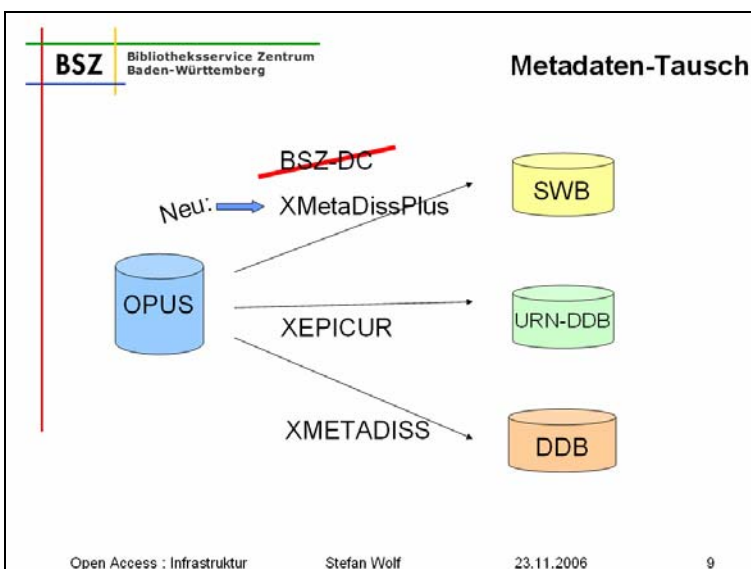 BSZ
Bibliotheksservice Zentrum
Baden-Württemberg
Metadaten-Tausch
BSZ-DC
Neu:
XMetaDissPlus
SWB
OPUS
XEPICUR
URN-DDB
XMETADISS
DDB
Open Access : Infrastruktur
Stefan Wolf
23.11.2006
9